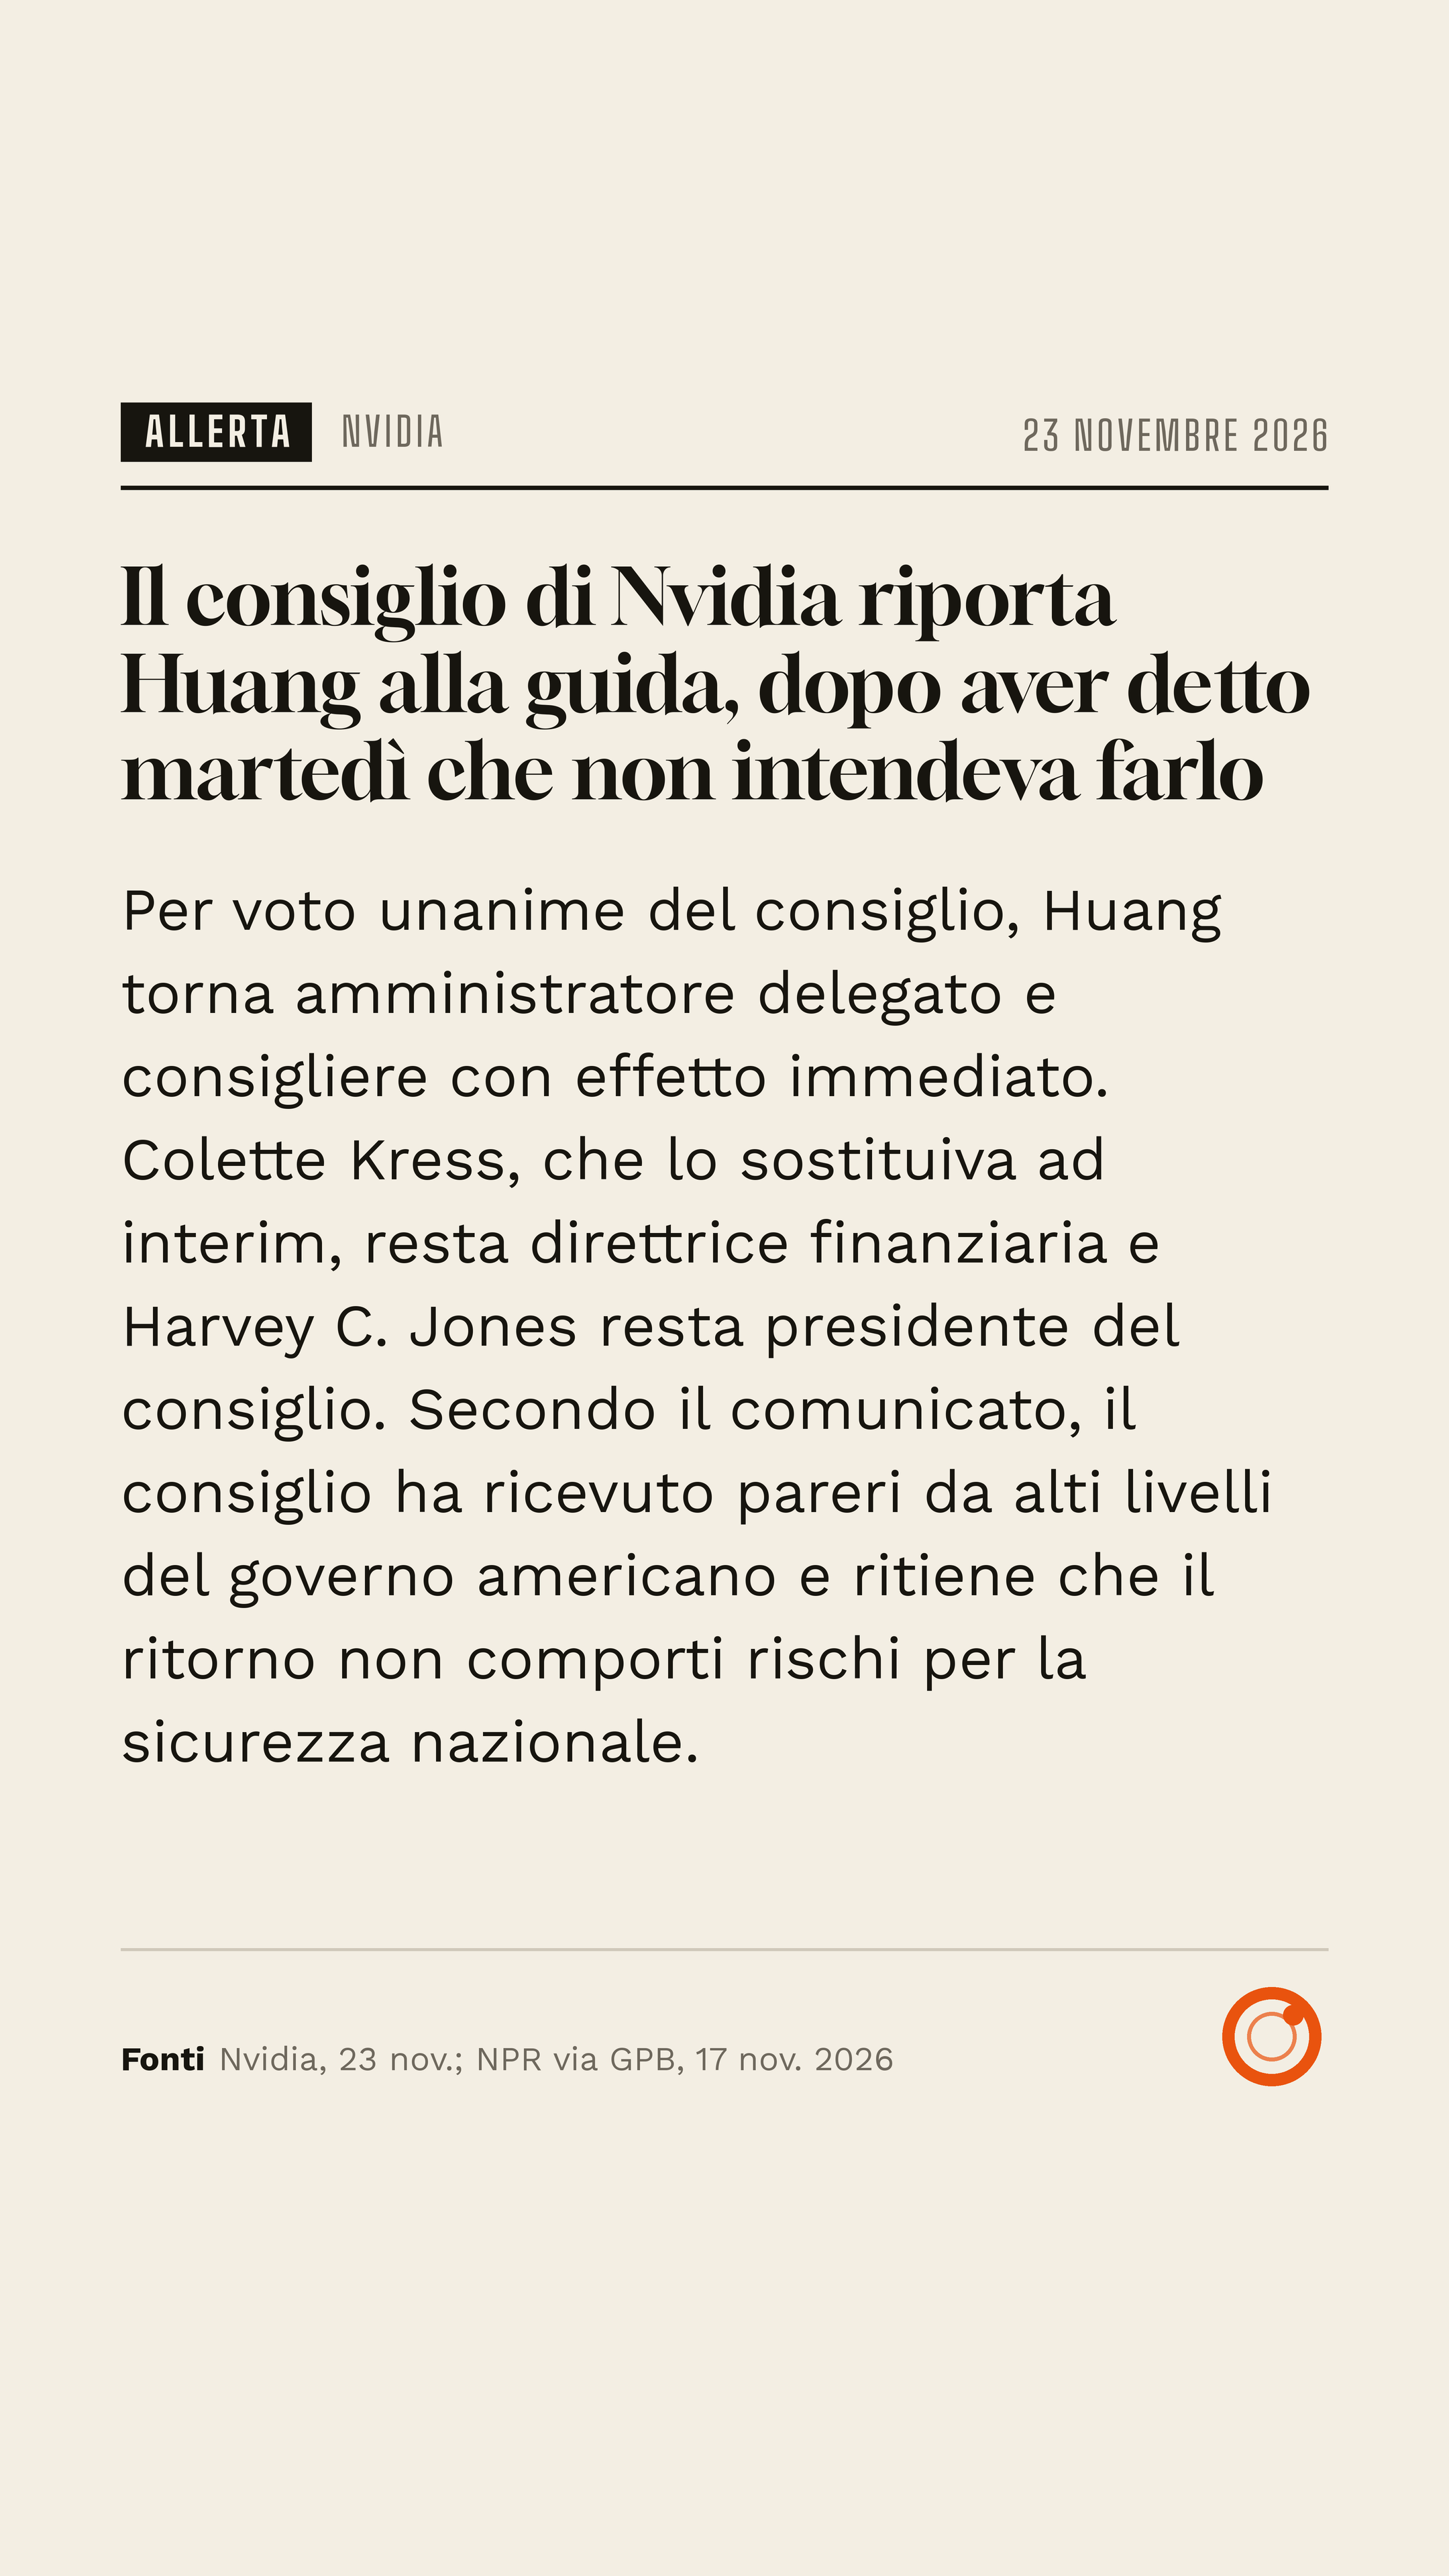 ALLERTA NVIDIA 23 NOVEMBRE 2026
Il consiglio di Nvidia riporta
Huang alla guida, dopo aver detto
martedì che non intendeva farlo
Per voto unanime del consiglio, Huang
torna amministratore delegato e
consigliere con effetto immediato.
Colette Kress, che lo sostituiva ad
interim, resta direttrice finanziaria e
Harvey C. Jones resta presidente del
consiglio. Secondo il comunicato, il
consiglio ha ricevuto pareri da alti livelli
del governo americano e ritiene che il
ritorno non comporti rischi per la
sicurezza nazionale.
Fonti Nvidia, 23 nov.; NPR via GPB, 17 nov. 2026